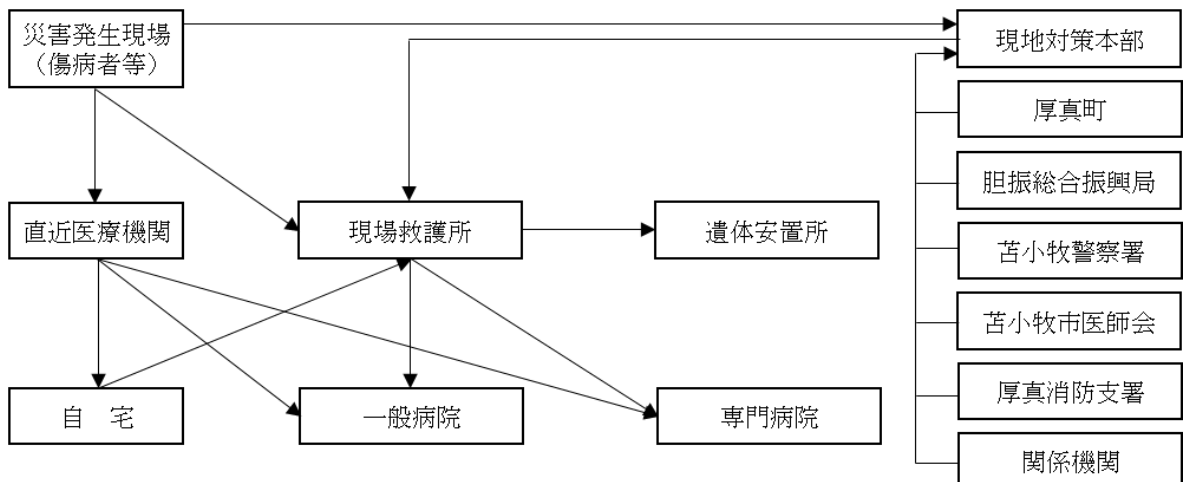 災害発生現場
（傷病者等）
現地対策本部
厚真町
胆振総合振興局
直近医療機関
現場救護所
遺体安置所
苫小牧警察署
苫小牧市医師会
自　宅
一般病院
専門病院
厚真消防支署
関係機関